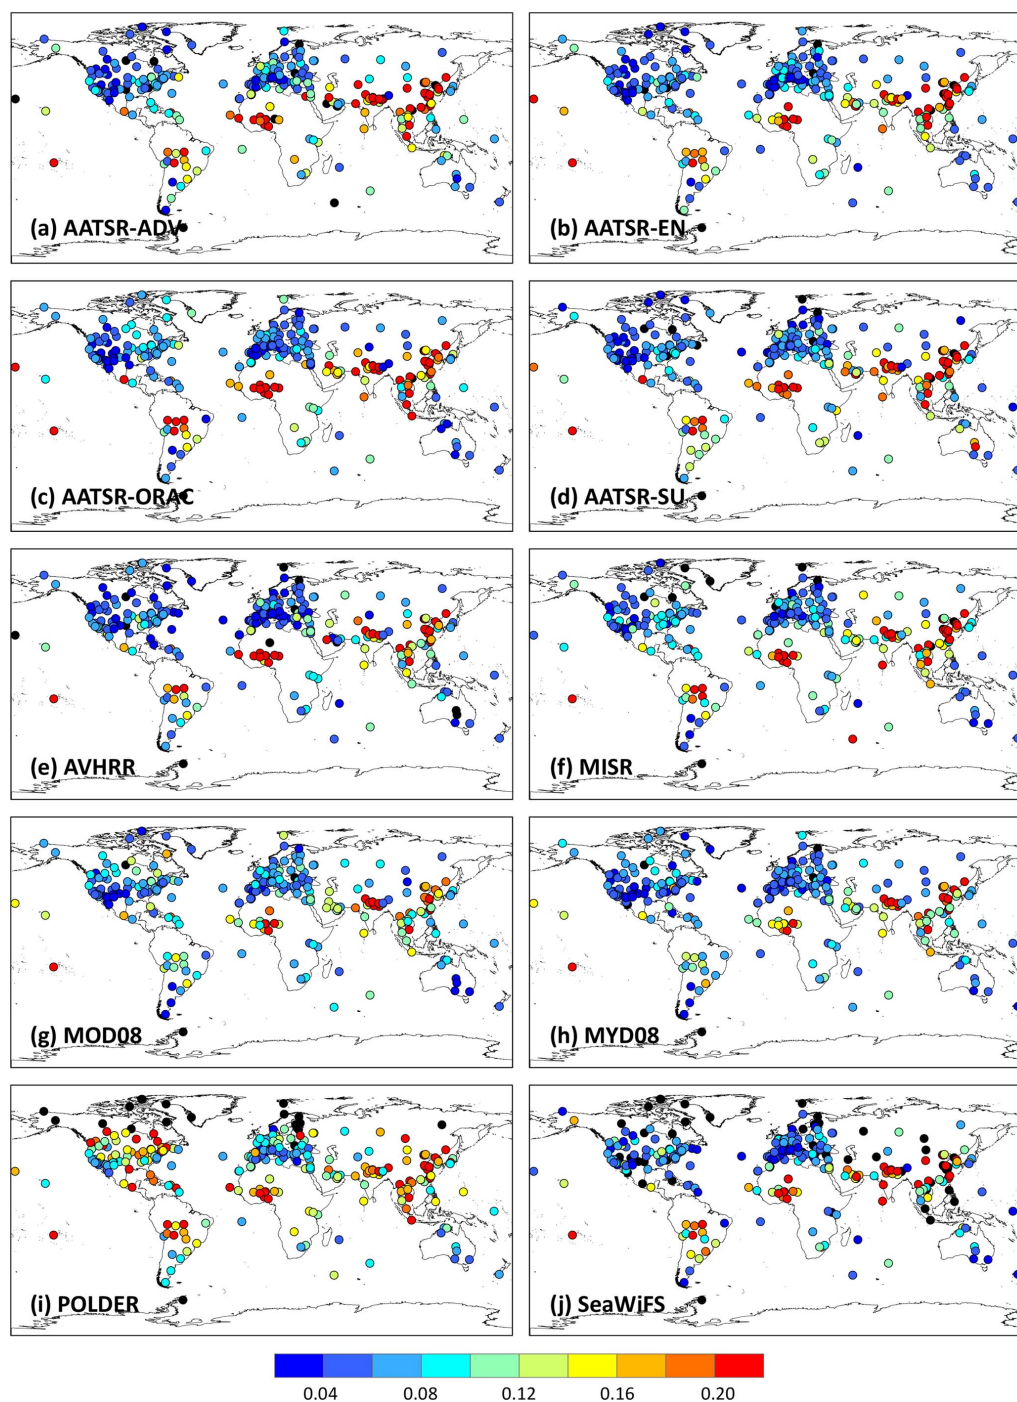 (a) AATSR-ADV
(b) AATSR-EN
(c) AATSR-ORAC
(d) AATSR-SU
(e) AVHRR
(f) MISR
(g) MOD08
(h) MYD08
(i) POLDER
(j) SeaWiFS
0.04 0.08 0.12 0.16 0.20